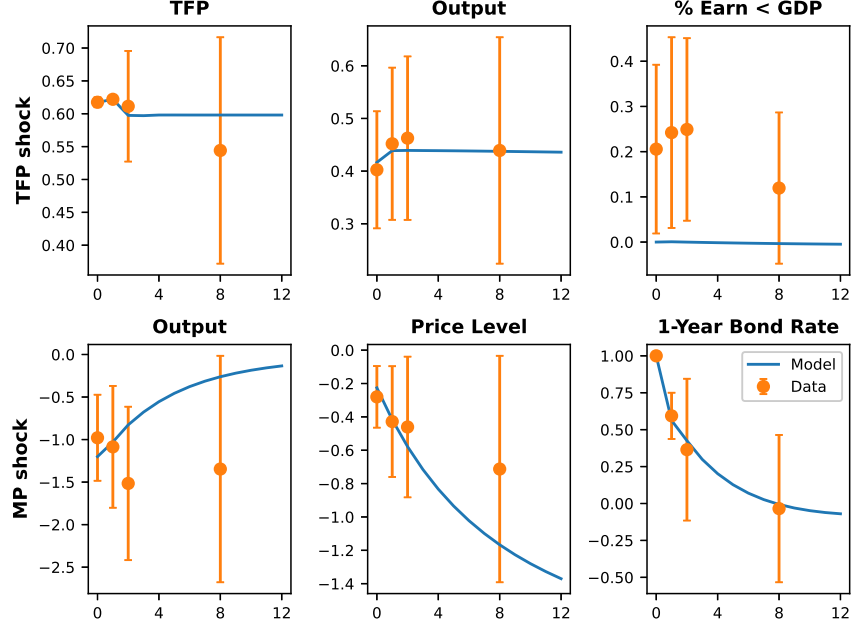 TFP
Output
% Earn < GDP
TFP shock
0.70
0.65
0.60
0.55
0.50
0.45
0.40
0 4 8 12
0.6
0.5
0.4
0.3
0 4 8 12
0.4
0.3
0.2
0.1
0.0
0 4 8 12
Output
Price Level
1-Year Bond Rate
MP shock
0.0
−0.5
−1.0
−1.5
−2.0
−2.5
0 4 8 12
0.0
−0.2
−0.4
−0.6
−0.8
−1.0
−1.2
−1.4
0 4 8 12
1.00
0.75
0.50
0.25
0.00
−0.25
−0.50
0 4 8 12
Model
Data